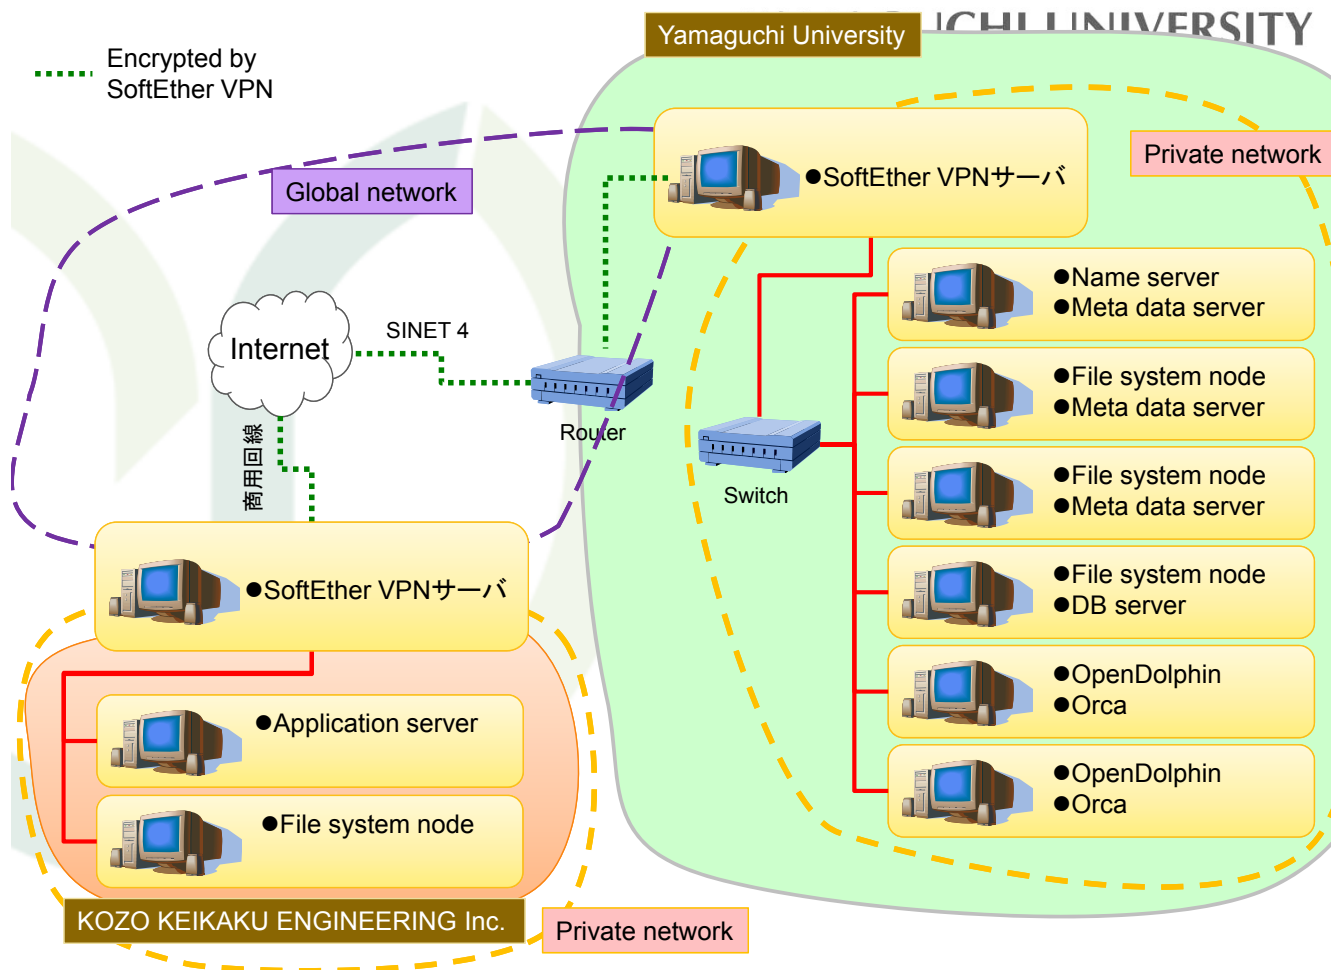 UCHI UNIVERSITY
Yamaguchi University
Encrypted by
SoftEther VPN
Private network
●SoftEther VPNサーバ
Global network
●Name server
●Meta data server
SINET 4
Internet
●File system node
●Meta data server
Router
商用回線
●File system node
●Meta data server
Switch
●SoftEther VPNサーバ
●File system node
●DB server
●OpenDolphin
●Orca
●Application server
●OpenDolphin
●Orca
●File system node
KOZO KEIKAKU ENGINEERING Inc.
Private network